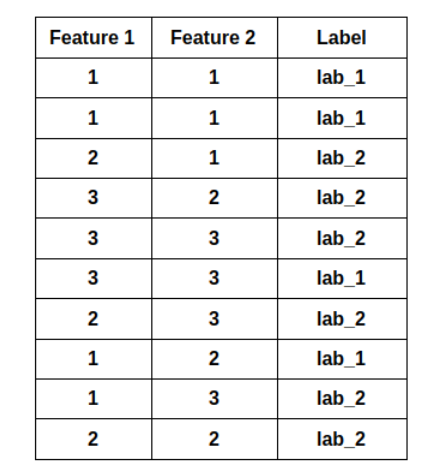 Feature 1 Feature 2 Label
1 1 lab_1
1 1 lab_1
2 1 lab_2
3 2 lab_2
3 3 lab_2
3 3 lab_1
2 3 lab_2
1 2 lab_1
1 3 lab_2
2 2 lab_2